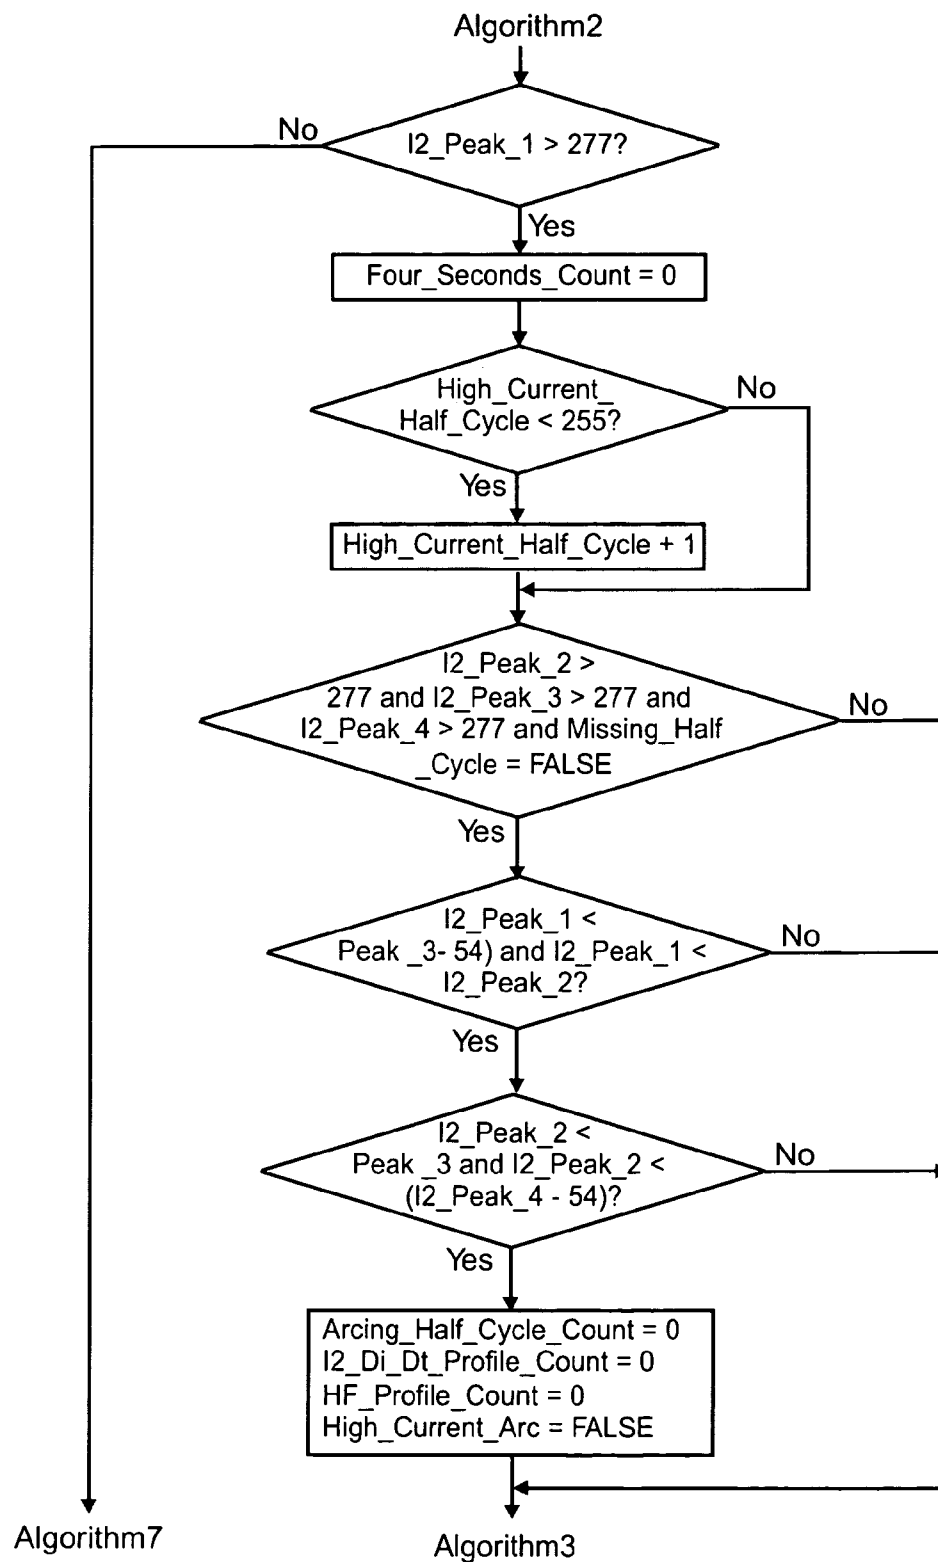 Algorithm2
No
I2_Peak_1 > 277?
Yes
Four_Seconds_Count = 0
High_Current_
Half_Cycle < 255?
No
Yes
High_Current_Half_Cycle + 1
I2_Peak_2 >
277 and I2_Peak_3 > 277 and
I2_Peak_4 > 277 and Missing_Half
_Cycle = FALSE
No
Yes
I2_Peak_1 <
Peak _3- 54) and I2_Peak_1 <
I2_Peak_2?
No
Yes
I2_Peak_2 <
Peak _3 and I2_Peak_2 <
(I2_Peak_4 - 54)?
No
Yes
Arcing_Half_Cycle_Count = 0
I2_Di_Dt_Profile_Count = 0
HF_Profile_Count = 0
High_Current_Arc = FALSE
Algorithm7
Algorithm3